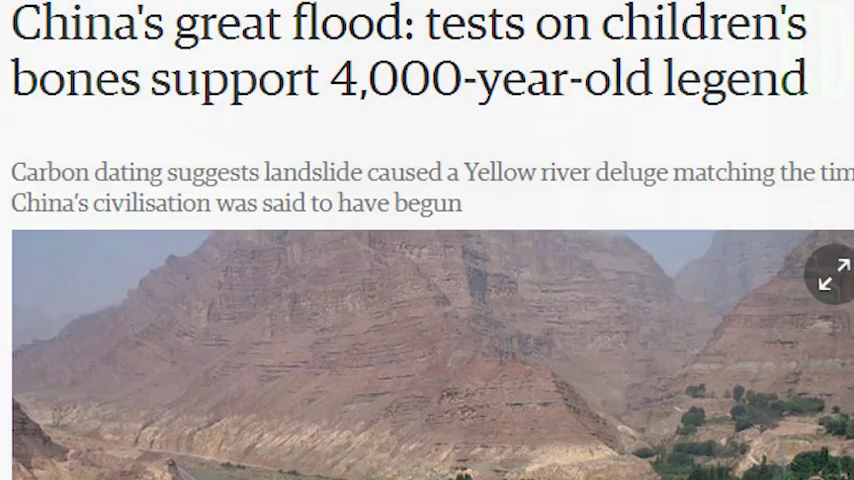 China's great flood: tests on children's
bones support 4,000-year-old legend
Carbon dating suggests landslide caused a Yellow river deluge matching the
China's civilisation was said to have begun